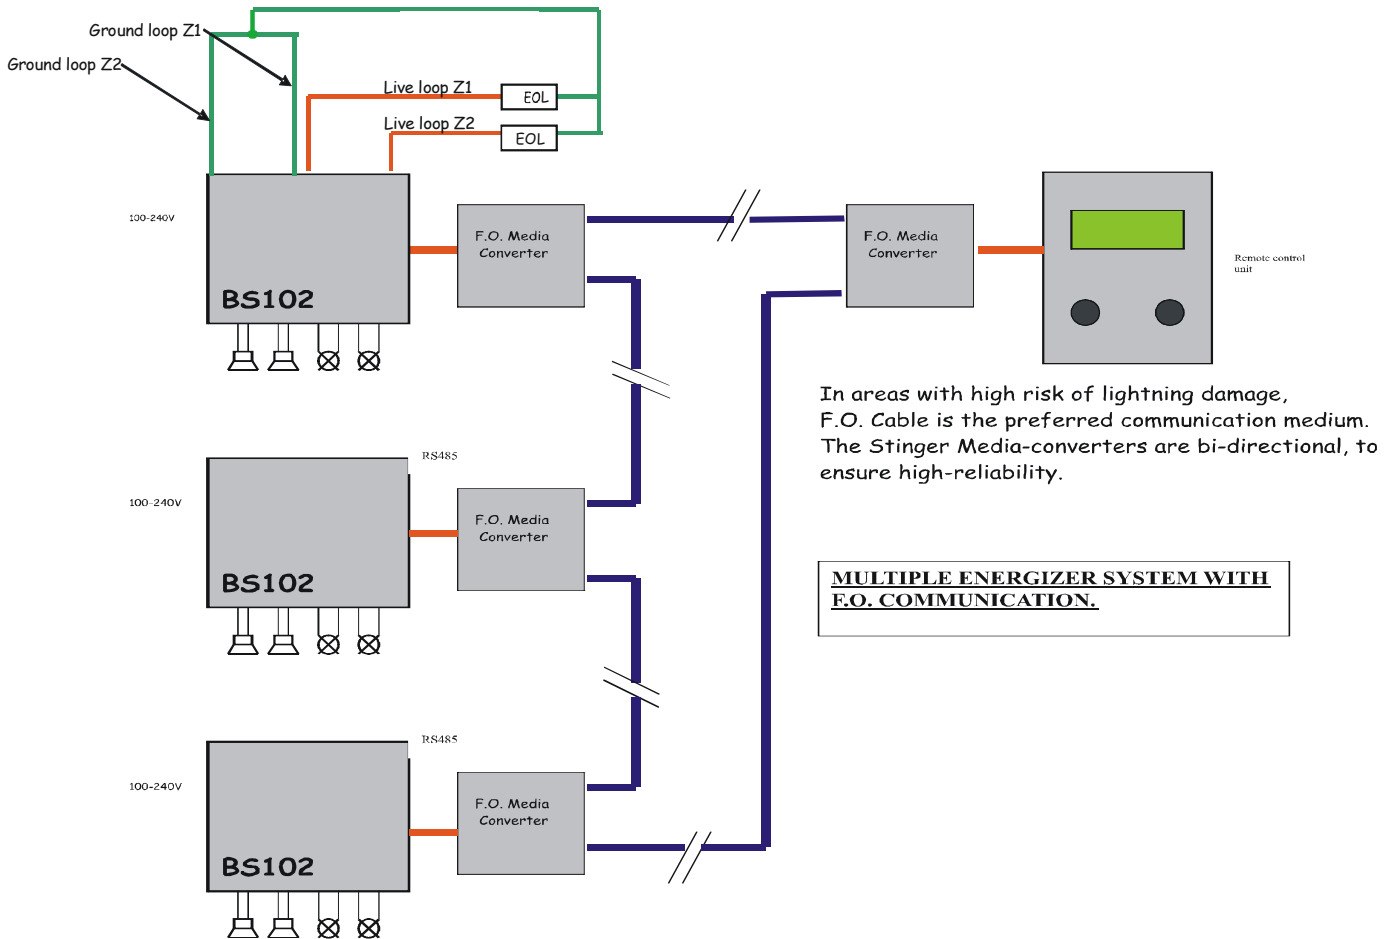 Ground loop Z1
Ground loop Z2
Live loop Z1
EOL
Live loop Z2
EOL
100-240V
BS102
F.O. Media
Converter
F.O. Media
Converter
Remote control
unit
In areas with high risk of lightning damage,
F.O. Cable is the preferred communication medium.
The Stinger Media-converters are bi-directional, to
ensure high-reliability.
RS485
100-240V
BS102
F.O. Media
Converter
MULTIPLE ENERGIZER SYSTEM WITH
F.O. COMMUNICATION.
RS485
100-240V
BS102
F.O. Media
Converter